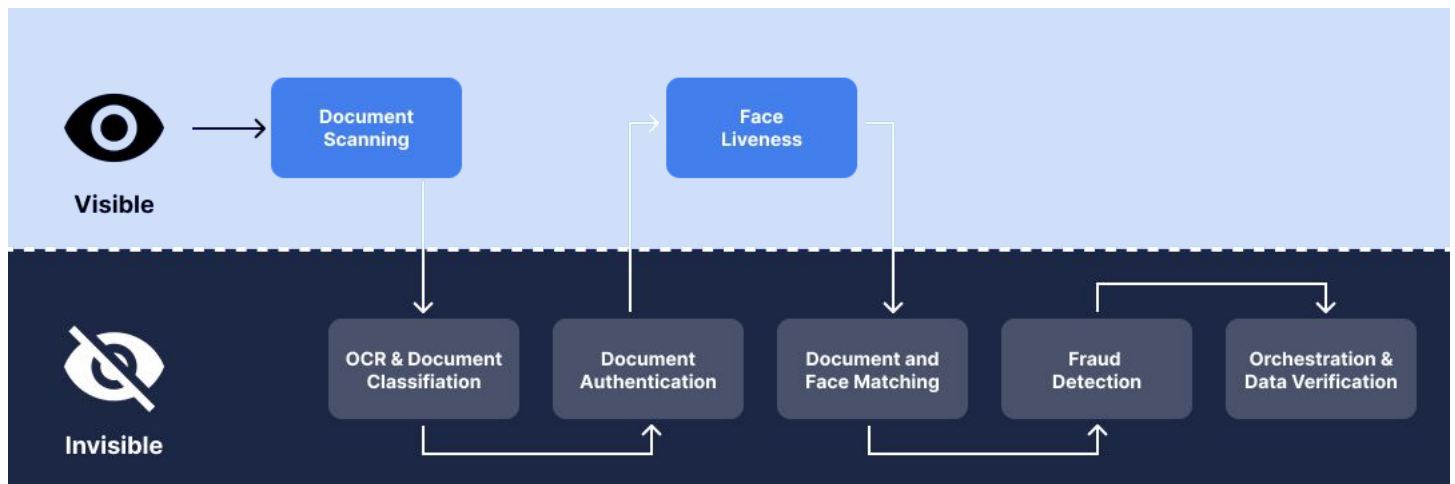 Document
Scanning
Face
Liveness
Visible
OCR & Document
Classifiation
Document
Authentication
Document and
Face Matching
Fraud
Detection
Orchestration &
Data Verification
Invisible